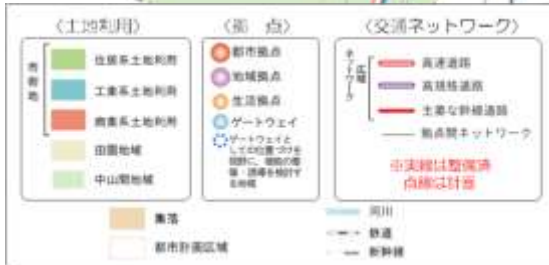 〈土地利用〉
市街地
住居系土地利用
工業系土地利用
商業系土地利用
田園地域
中山間地域
〈拠 点〉
都市拠点
地域拠点
生活拠点
ゲートウェイ
ゲートウェイと
しての位置づけを
視野に、機能の増
強・誘導を検討す
る地域
〈交通ネットワーク〉
広域
ネットワーク
高速道路
高規格道路
主要な幹線道路
拠点間ネットワーク
※実線は整備済
点線は計画
集落
都市計画区域
河川
鉄道
新幹線